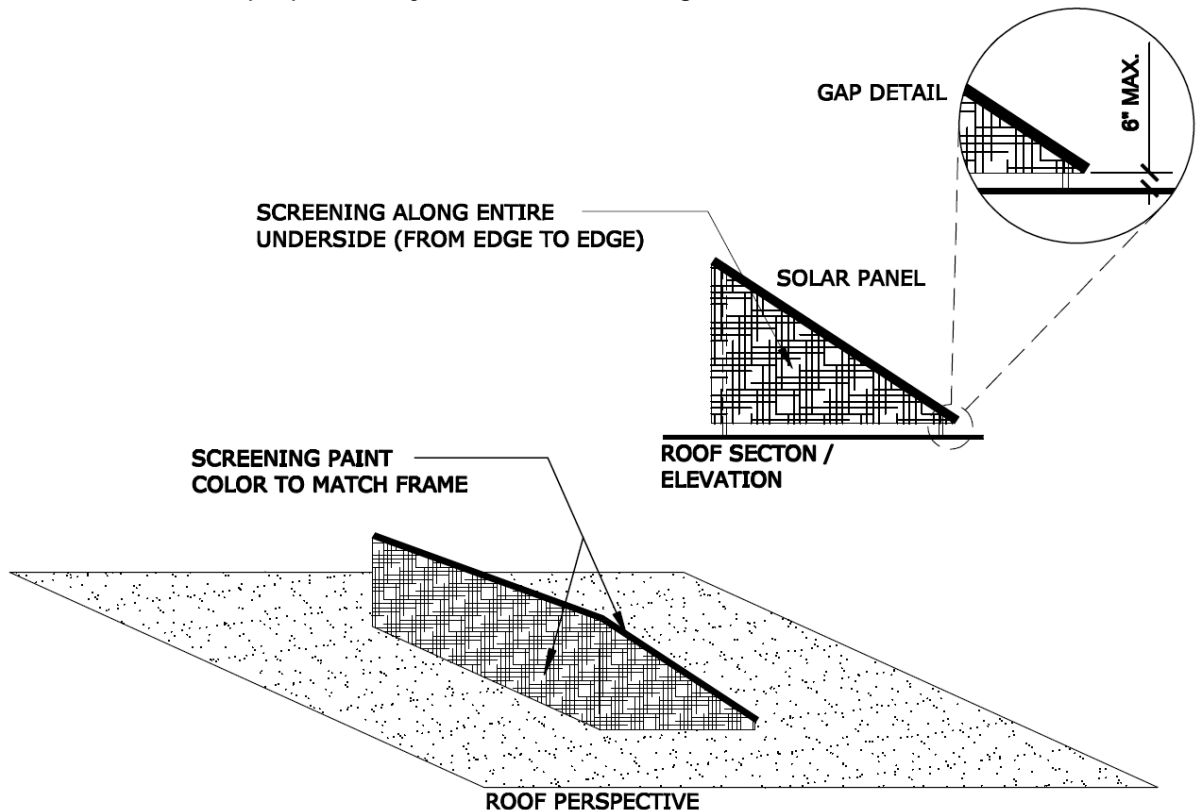 GAP DETAIL
6" MAX.
SCREENING ALONG ENTIRE
UNDERSIDE (FROM EDGE TO EDGE)
SOLAR PANEL
ROOF SECTON /
ELEVATION
SCREENING PAINT
COLOR TO MATCH FRAME
ROOF PERSPECTIVE